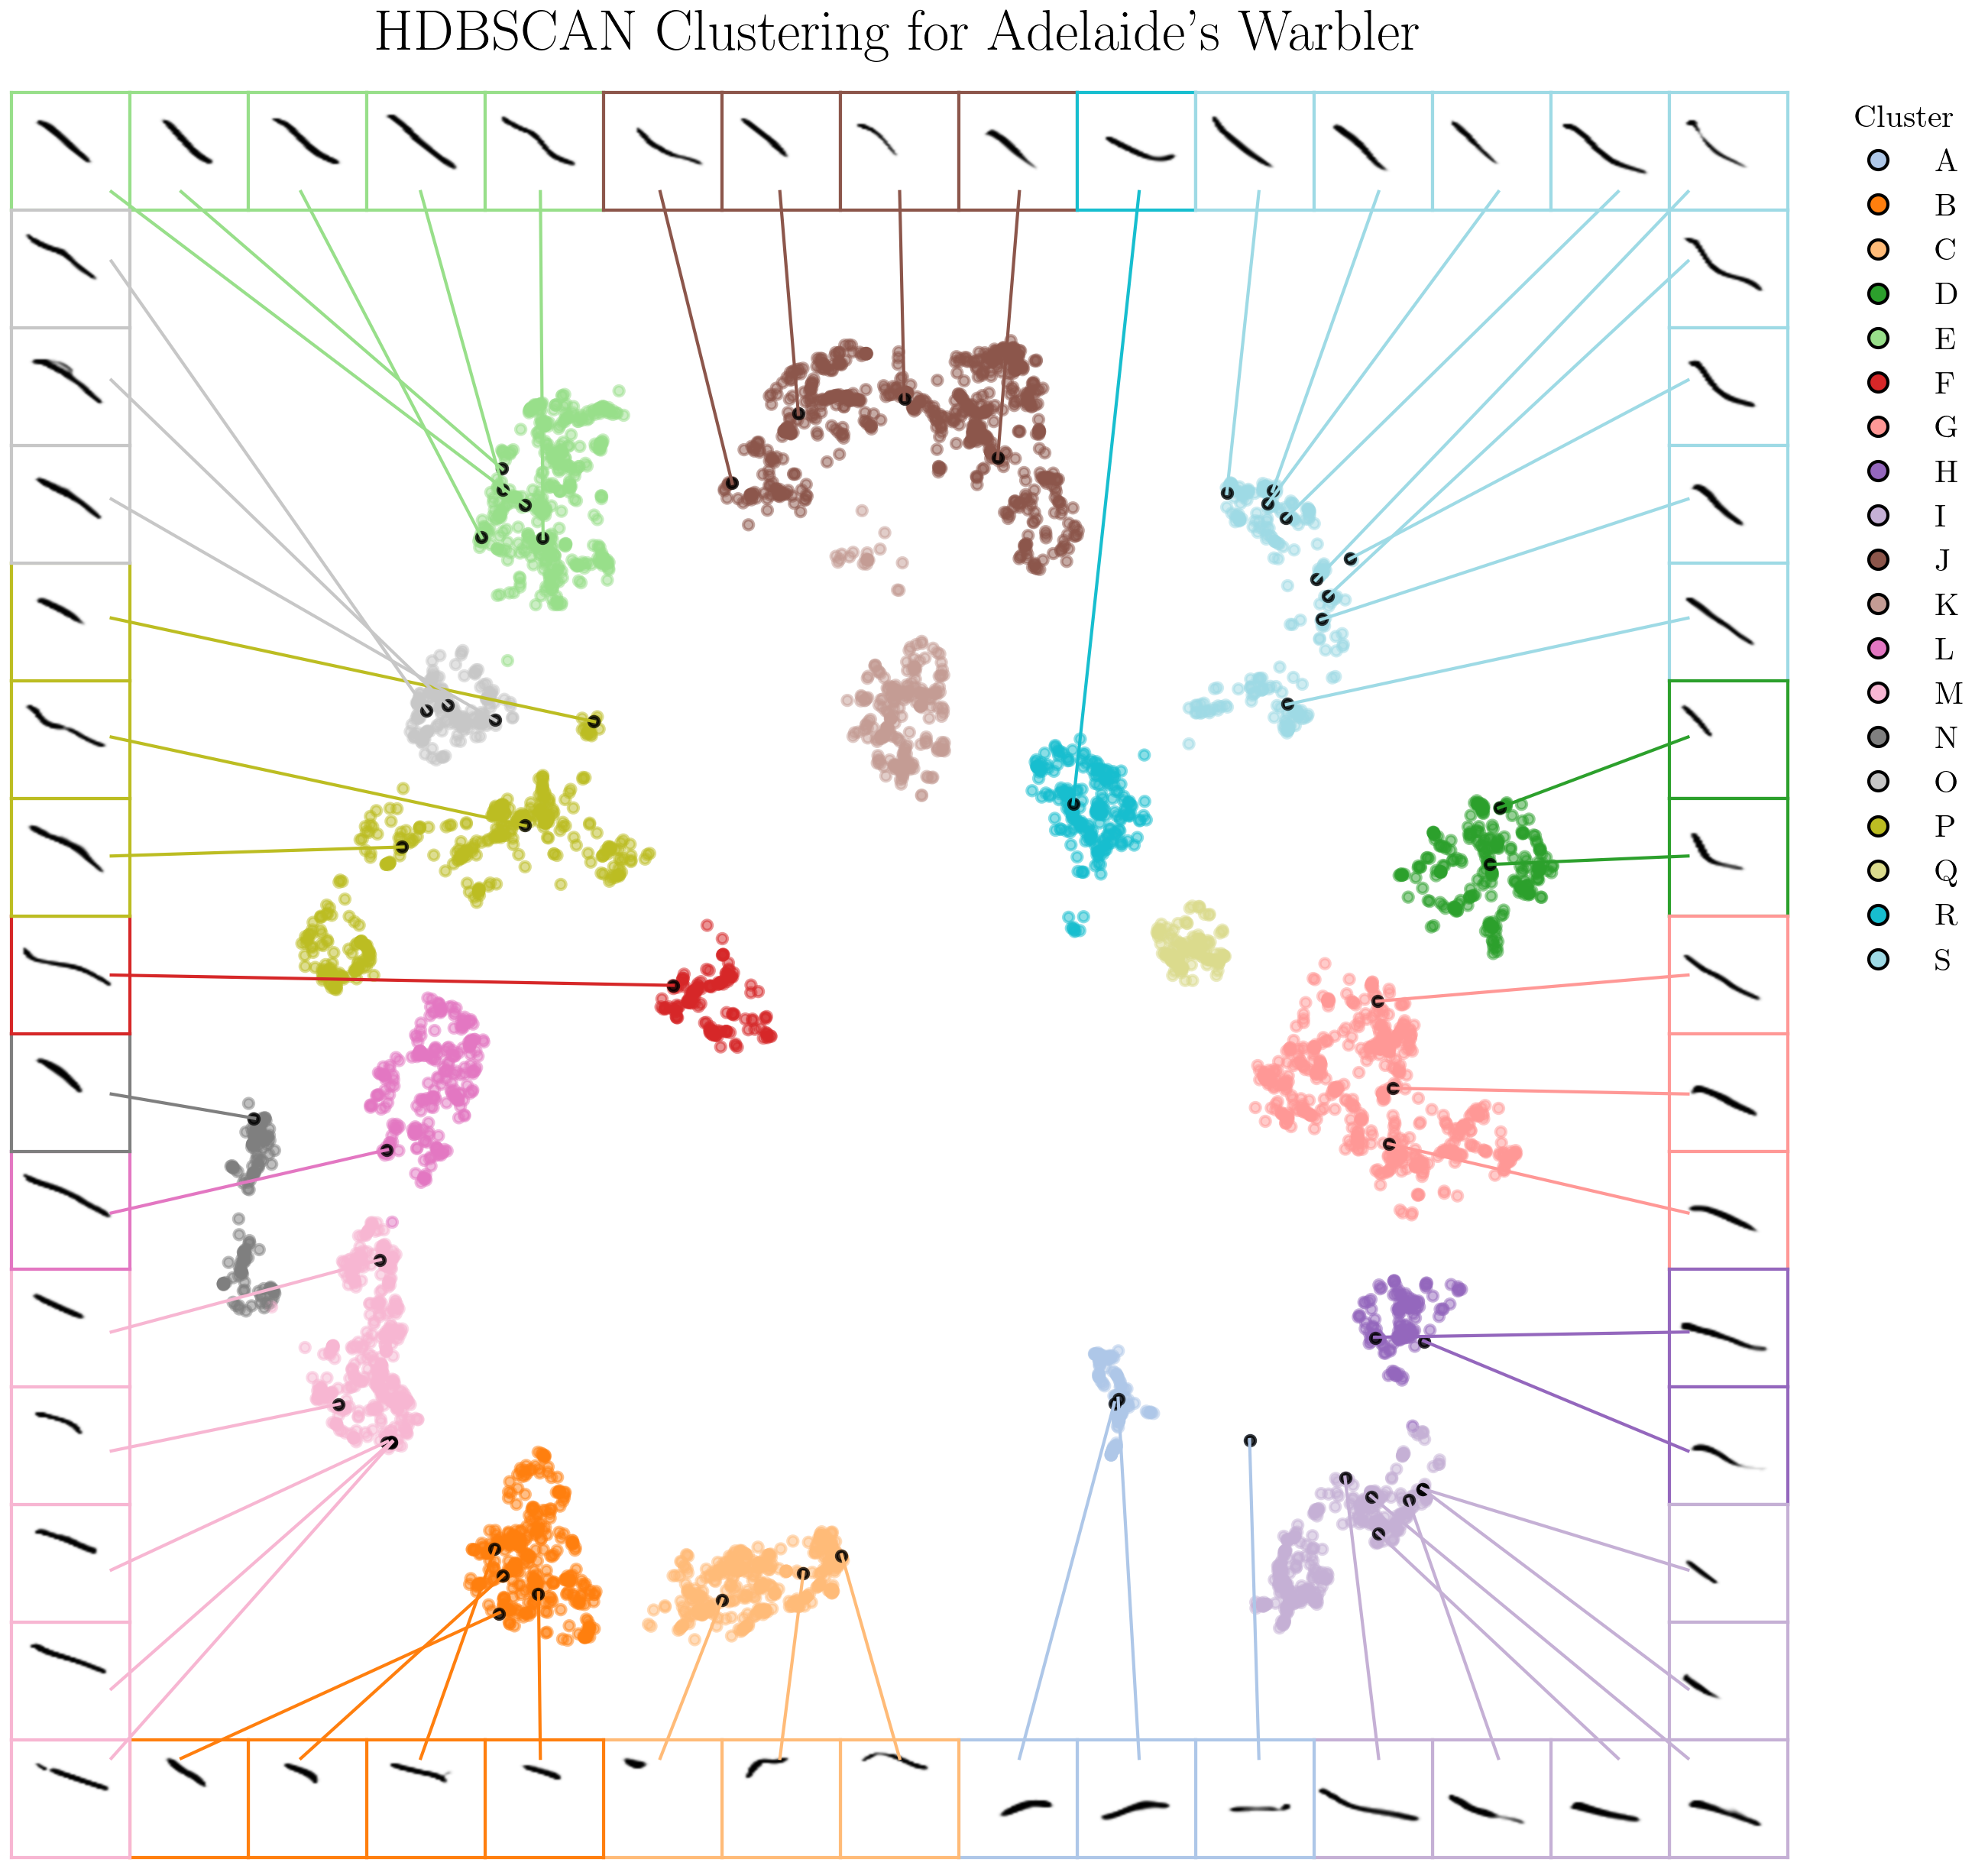 HDBSCAN Clustering for Adelaide's Warbler
Cluster
A
B
C
D
E
F
G
H
I
J
K
L
M
N
O
P
Q
R
S